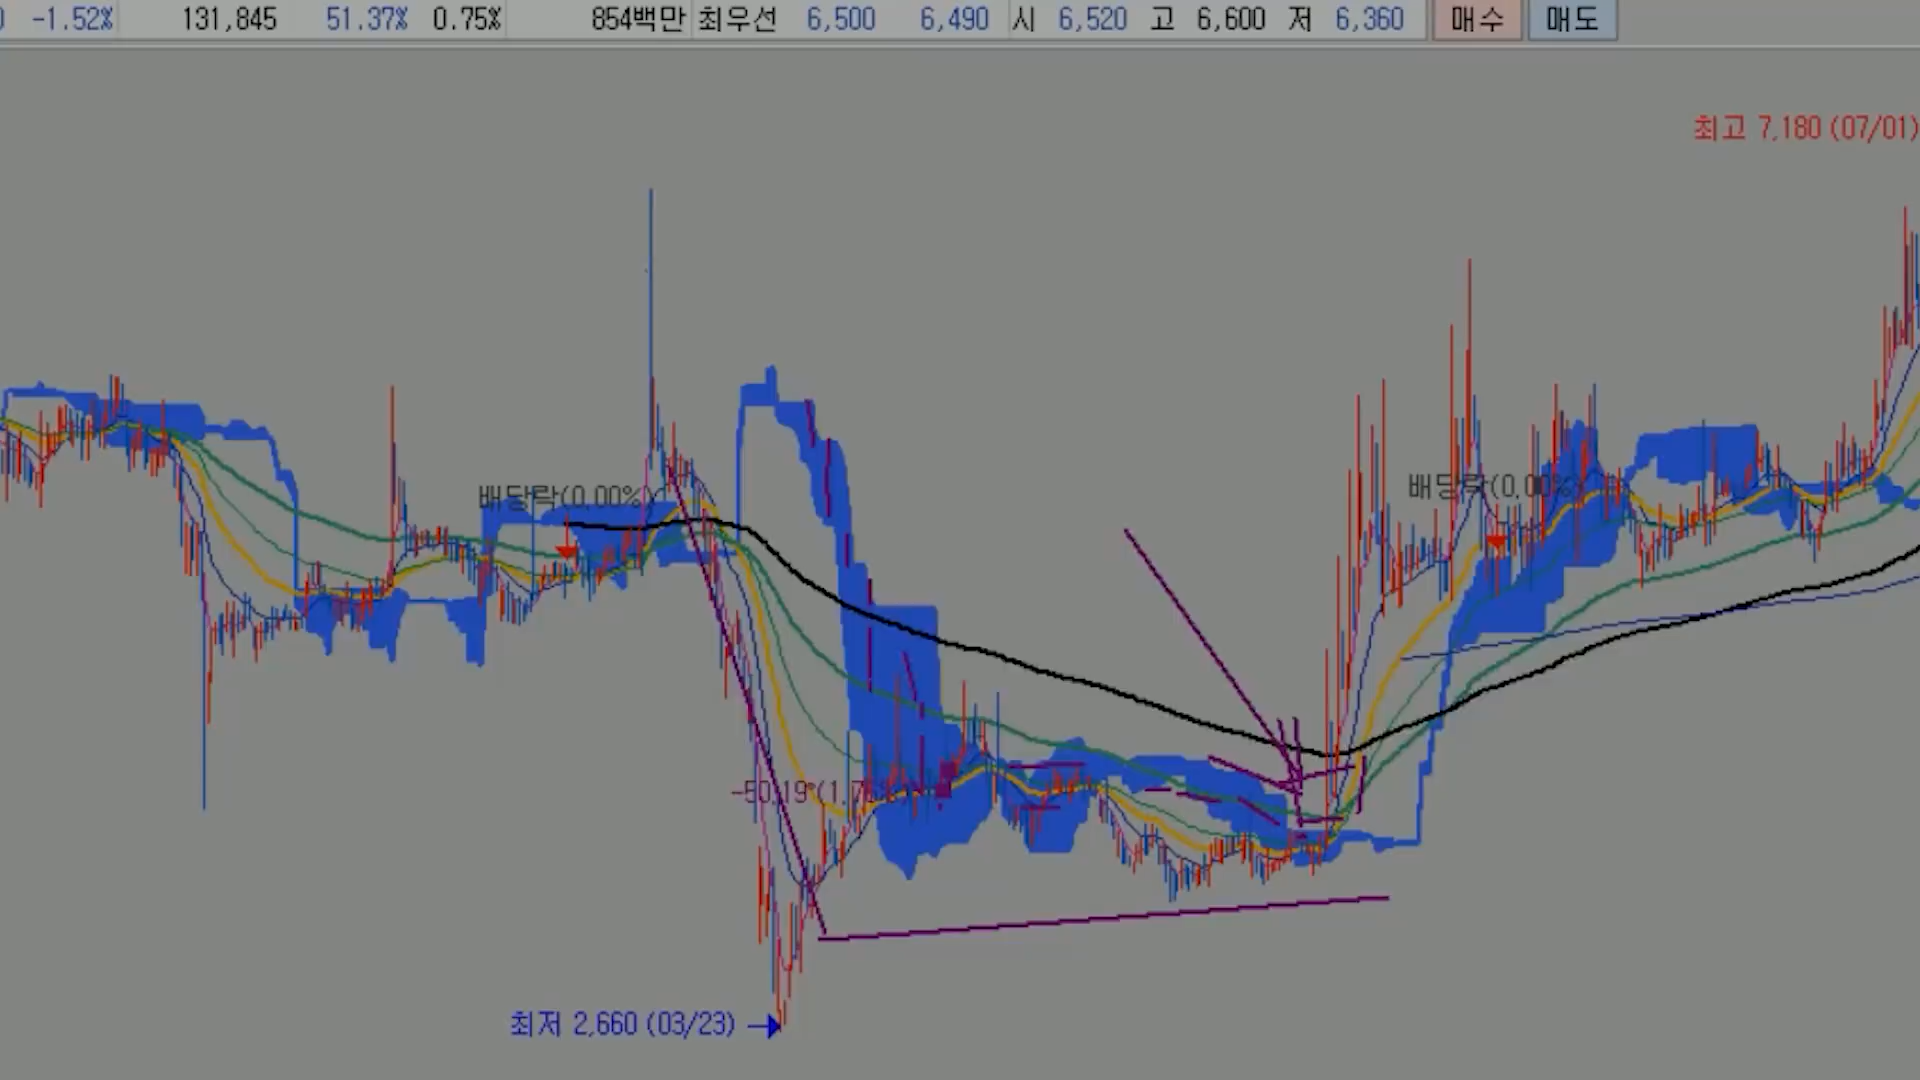 -1.52% 131,845 51.37% 0.75% 854백만 최우선 6,500 6,490 시 6,520 고 6,600 저 6,360 매수 매도
최고 7,180 (07/01)
배당락(0,00%)
배당락(0,00%)
최저 2,660 (03/23)